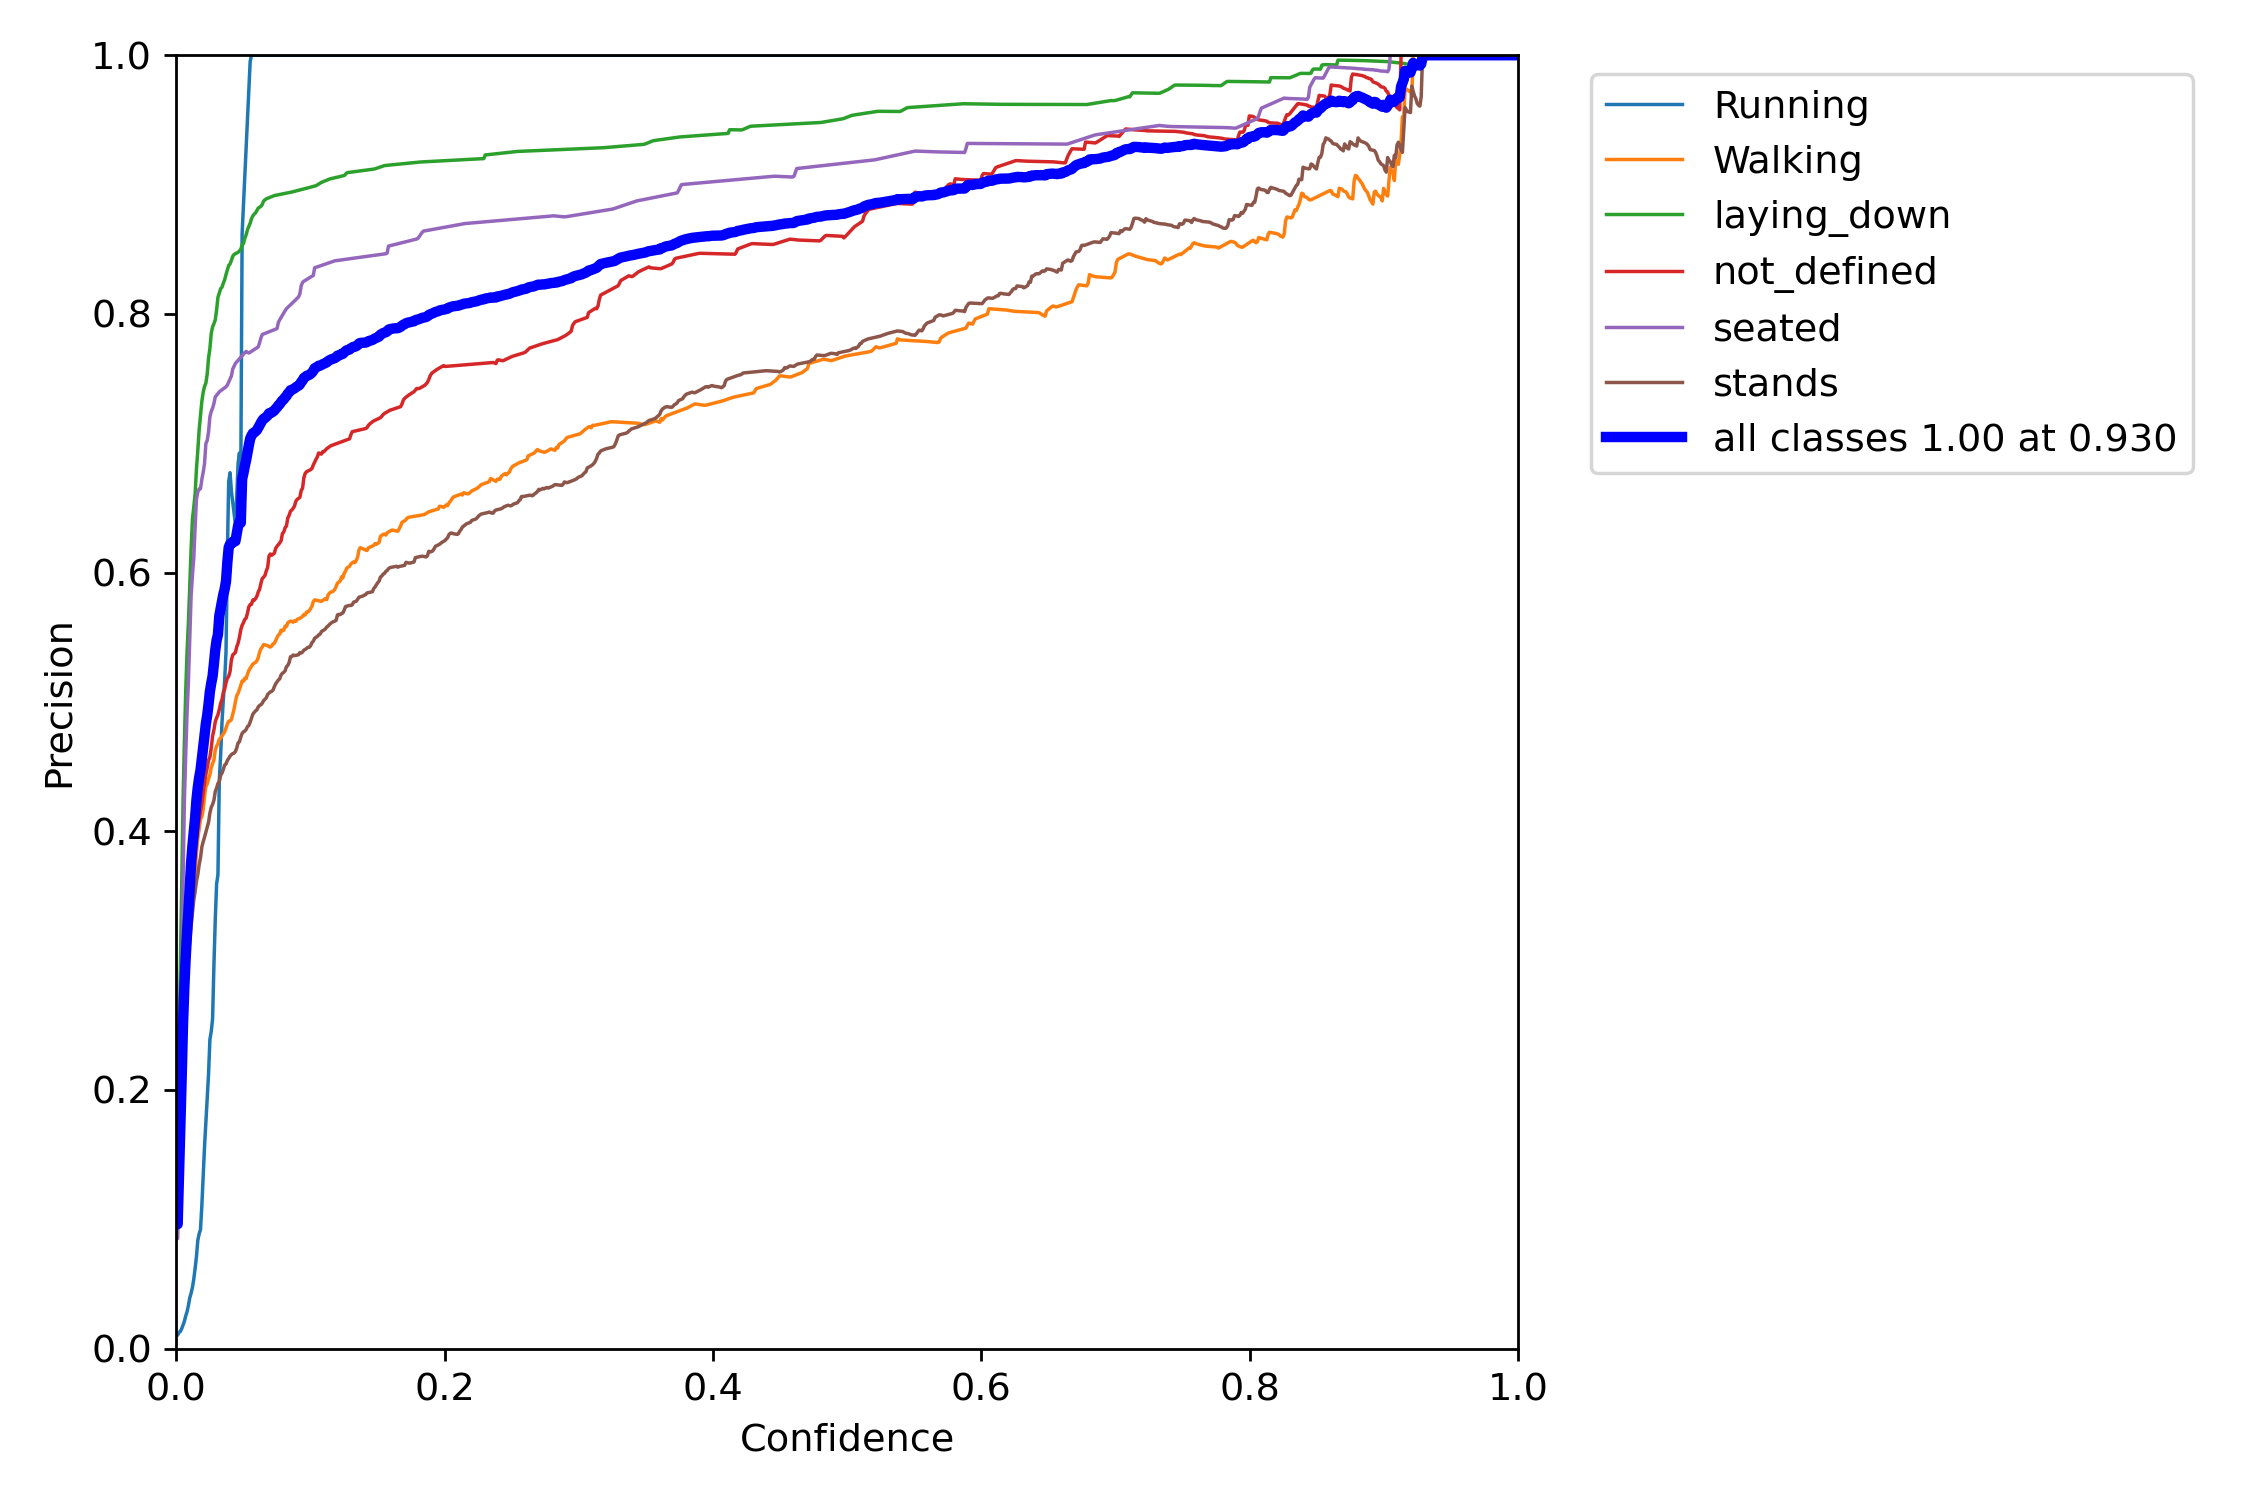 1.0
0.8
0.6
0.4
0.2
0.0
Precision
0.0 0.2 0.4 0.6 0.8 1.0
Confidence
Running
Walking
laying_down
not_defined
seated
stands
all classes 1.00 at 0.930